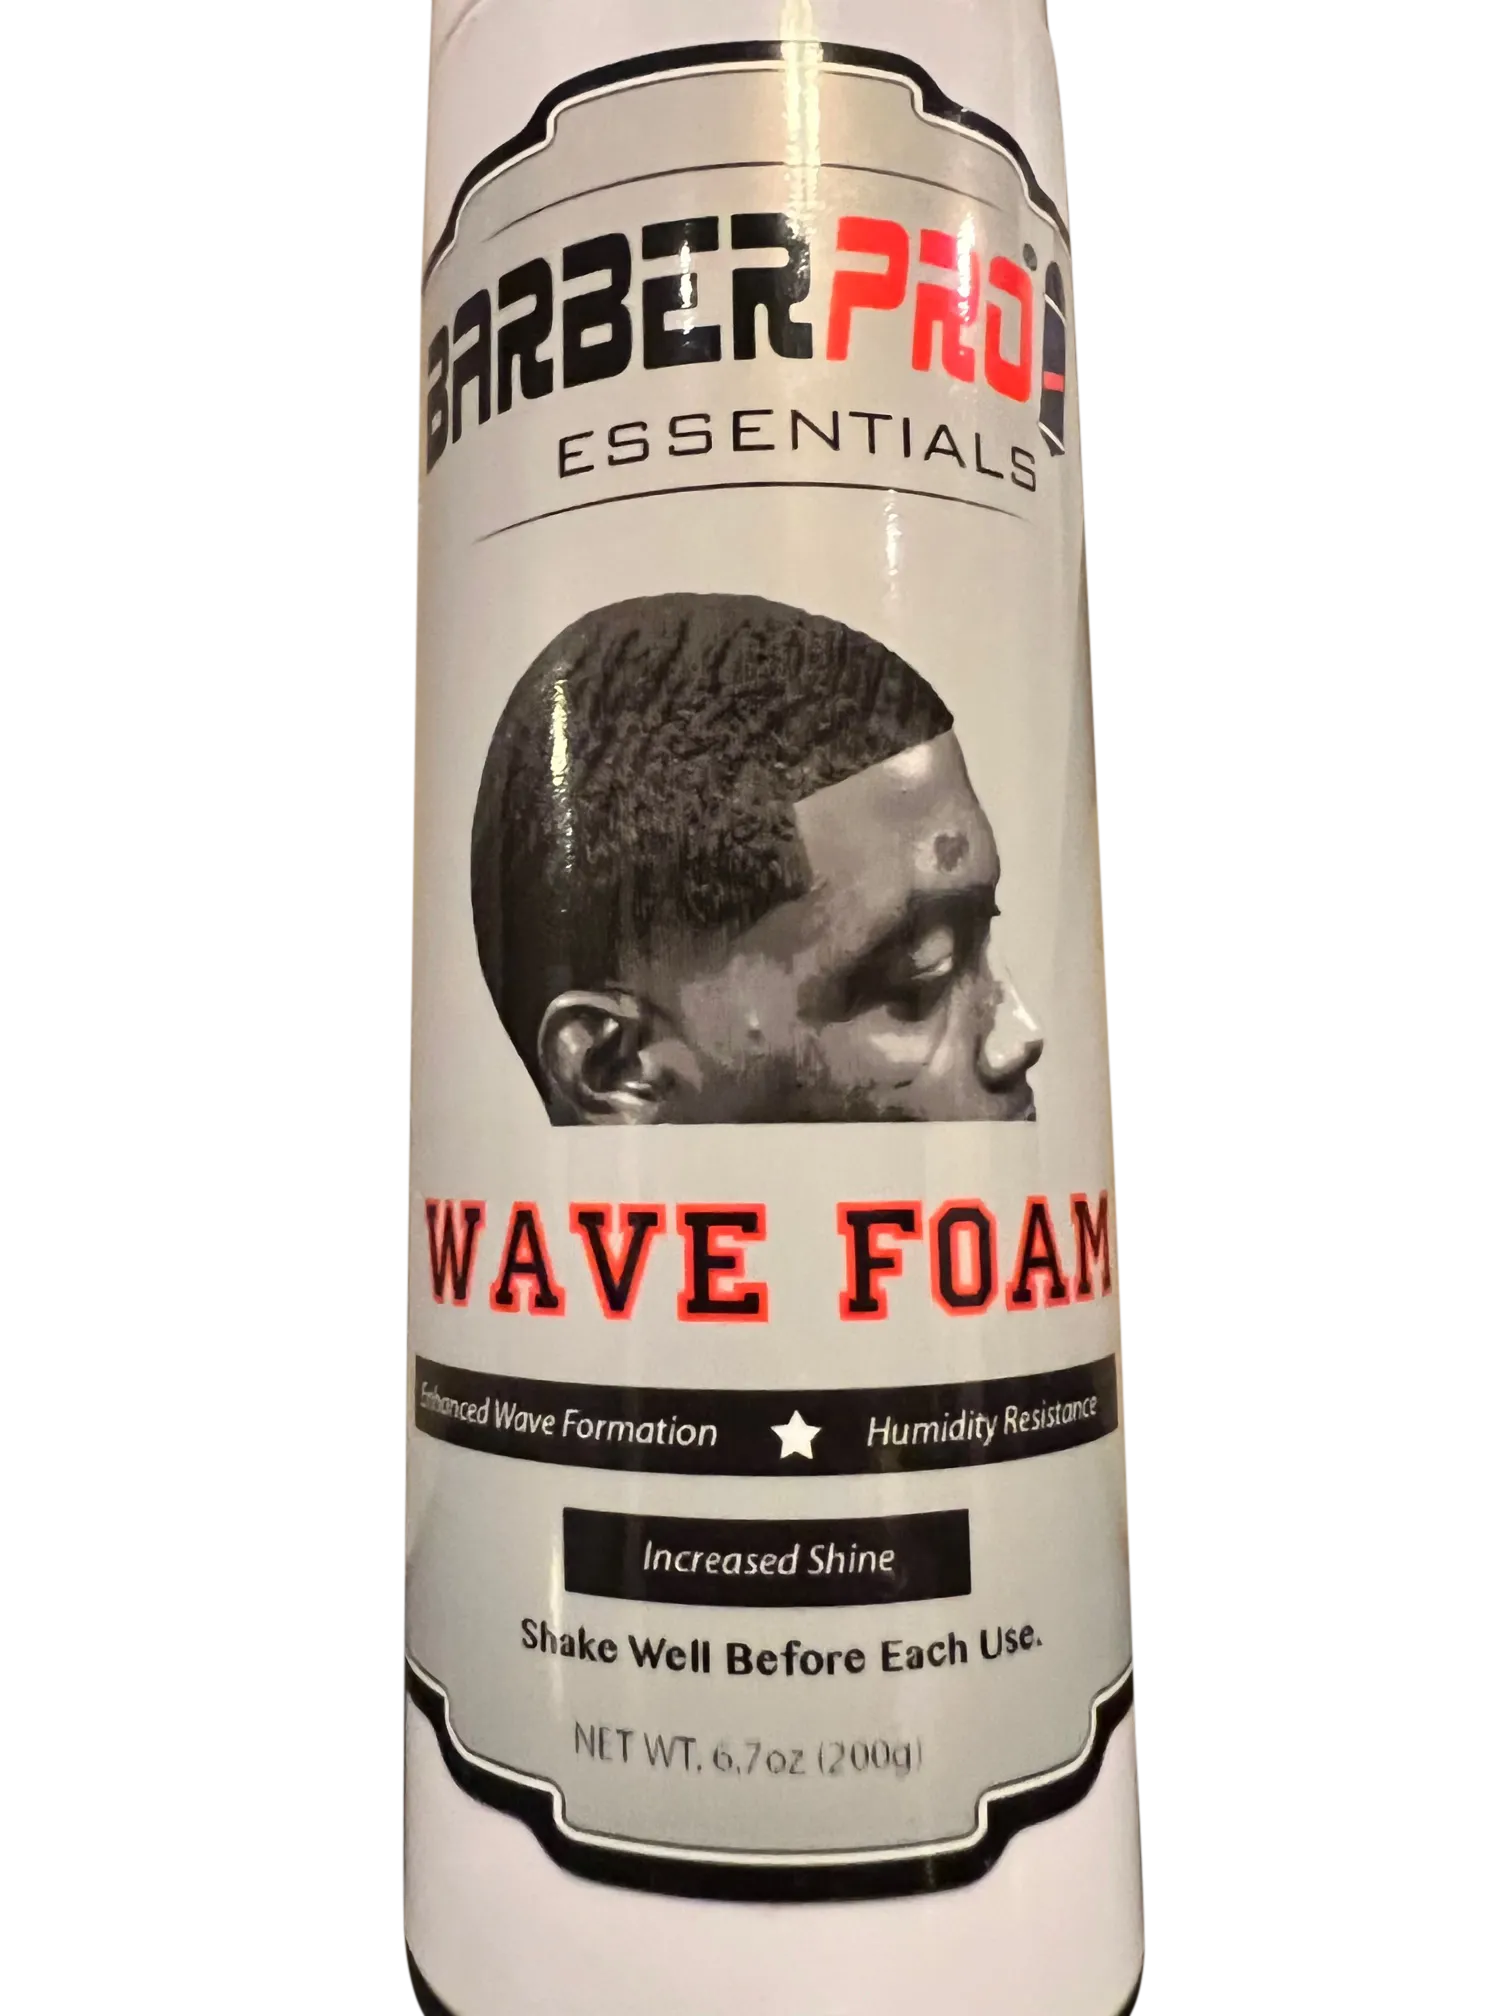 BARBERPRO
ESSENTIALS
WAVE FOAM
Enhanced Wave Formation ★ Humidity Resistance
Increased Shine
Shake Well Before Each Use.
NET WT. 6.7oz (200g)